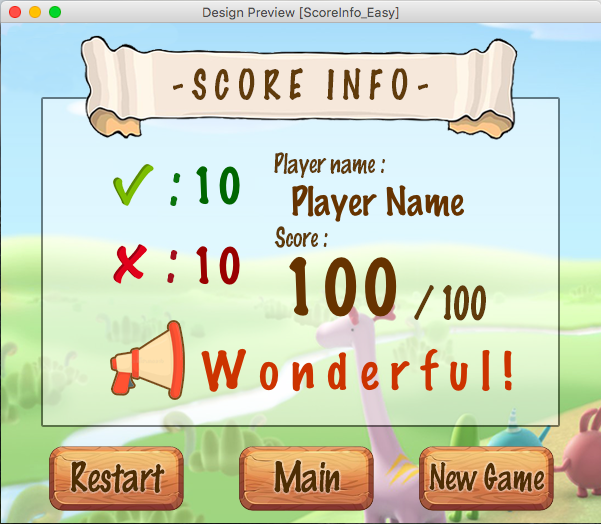 Design Preview [ScoreInfo_Easy]
-SCORE INFO-
: 10
Player name :
Player Name
: 10
Score :
100 / 100
Wonderful!
Restart
Main
New Game